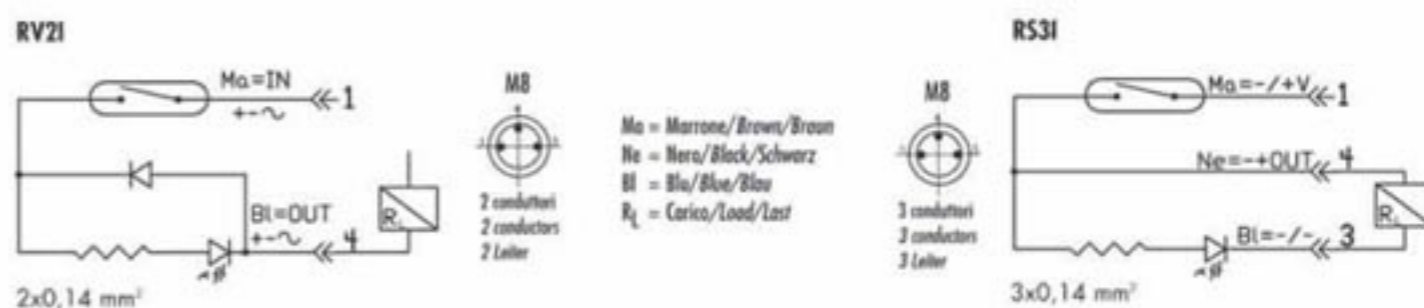 RV2I
Ma=IN
+-∿
1
Bl=OUT
+-∿
4
R
2x0,14 mm²
M8
2 conduttori
2 conductors
2 Leiter
Ma = Marrone/Brown/Braun
Ne = Nero/Black/Schwarz
Bl = Blu/Blue/Blau
RL = Carico/Load/Last
RS3I
M8
3 conduttori
3 conductors
3 Leiter
Ma=-/+V
1
Ne=-+OUT
4
Bl=-/-
3
RL
3x0,14 mm²